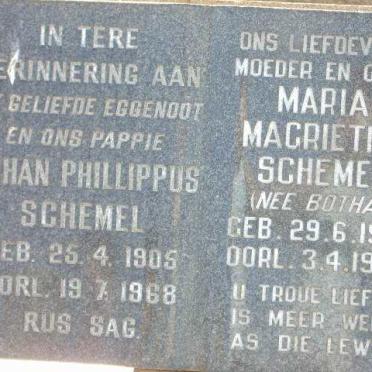 IN TERE
ERINNERING AAN
GELIEFDE EGGENOOT
EN ONS PAPPIE
HAN PHILLIPPUS
SCHEMEL
EB. 25.4.1905
ORL. 19.7.1968
RUS SAG.
ONS LIEFDEV
MOEDER EN O
MARIA
MAGRIET
SCHEME
(NEE BOTHA
GEB. 29.6.19
OORL. 3.4.19
U TROUE LIEF
IS MEER WE
AS DIE LEW